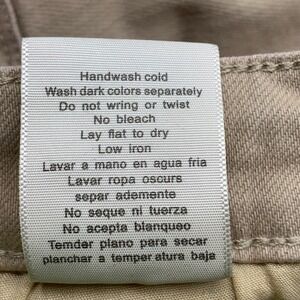 Handwash cold
Wash dark colors separately
Do not wring or twist
No bleach
Lay flat to dry
Low iron
Lavar a mano en agua fria
Lavar ropa oscurs
separ ademente
No seque ni tuerza
No acepta blanqueo
Temder plano para secar
planchar a temper atura baja